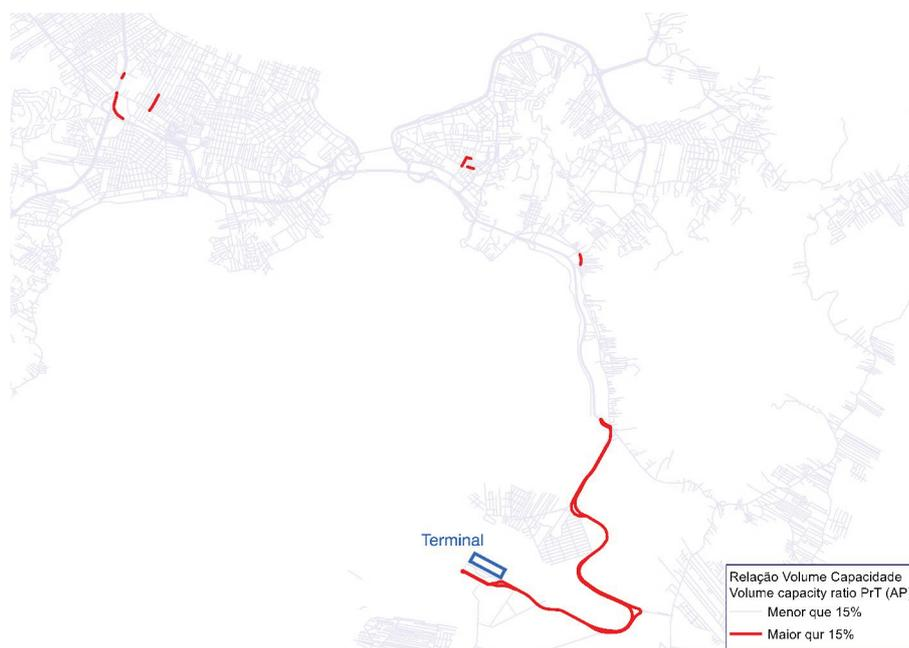 Terminal
Relação Volume Capacidade
Volume capacity ratio PrT (AP
Menor que 15%
Maior qur 15%